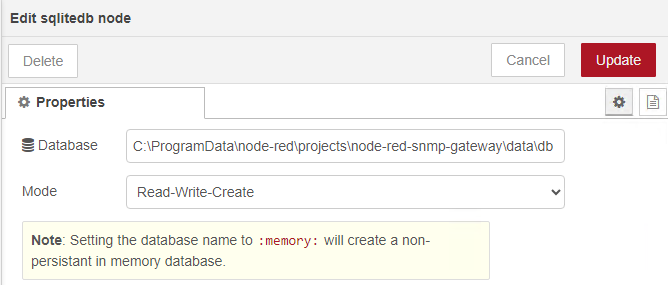 Edit sqlitedb node
Delete
Cancel
Update
Properties
Database
C:\ProgramData\node-red\projects\node-red-snmp-gateway\data\db
Mode
Read-Write-Create
Note: Setting the database name to :memory: will create a non-
persistant in memory database.